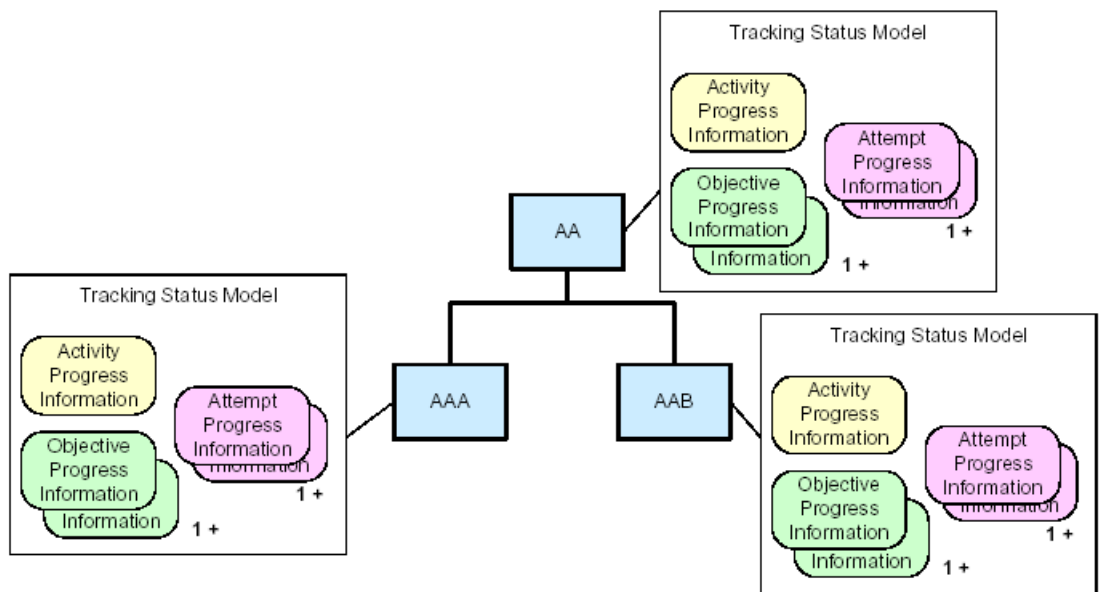 Tracking Status Model
Activity
Progress
Information
Attempt
Progress
Information
Information
1 +
Objective
Progress
Information
Information
1 +
AA
Tracking Status Model
Activity
Progress
Information
Attempt
Progress
Information
Information
1 +
Objective
Progress
Information
Information
1 +
AAA
AAB
Tracking Status Model
Activity
Progress
Information
Attempt
Progress
Information
Information
1 +
Objective
Progress
Information
Information
1 +